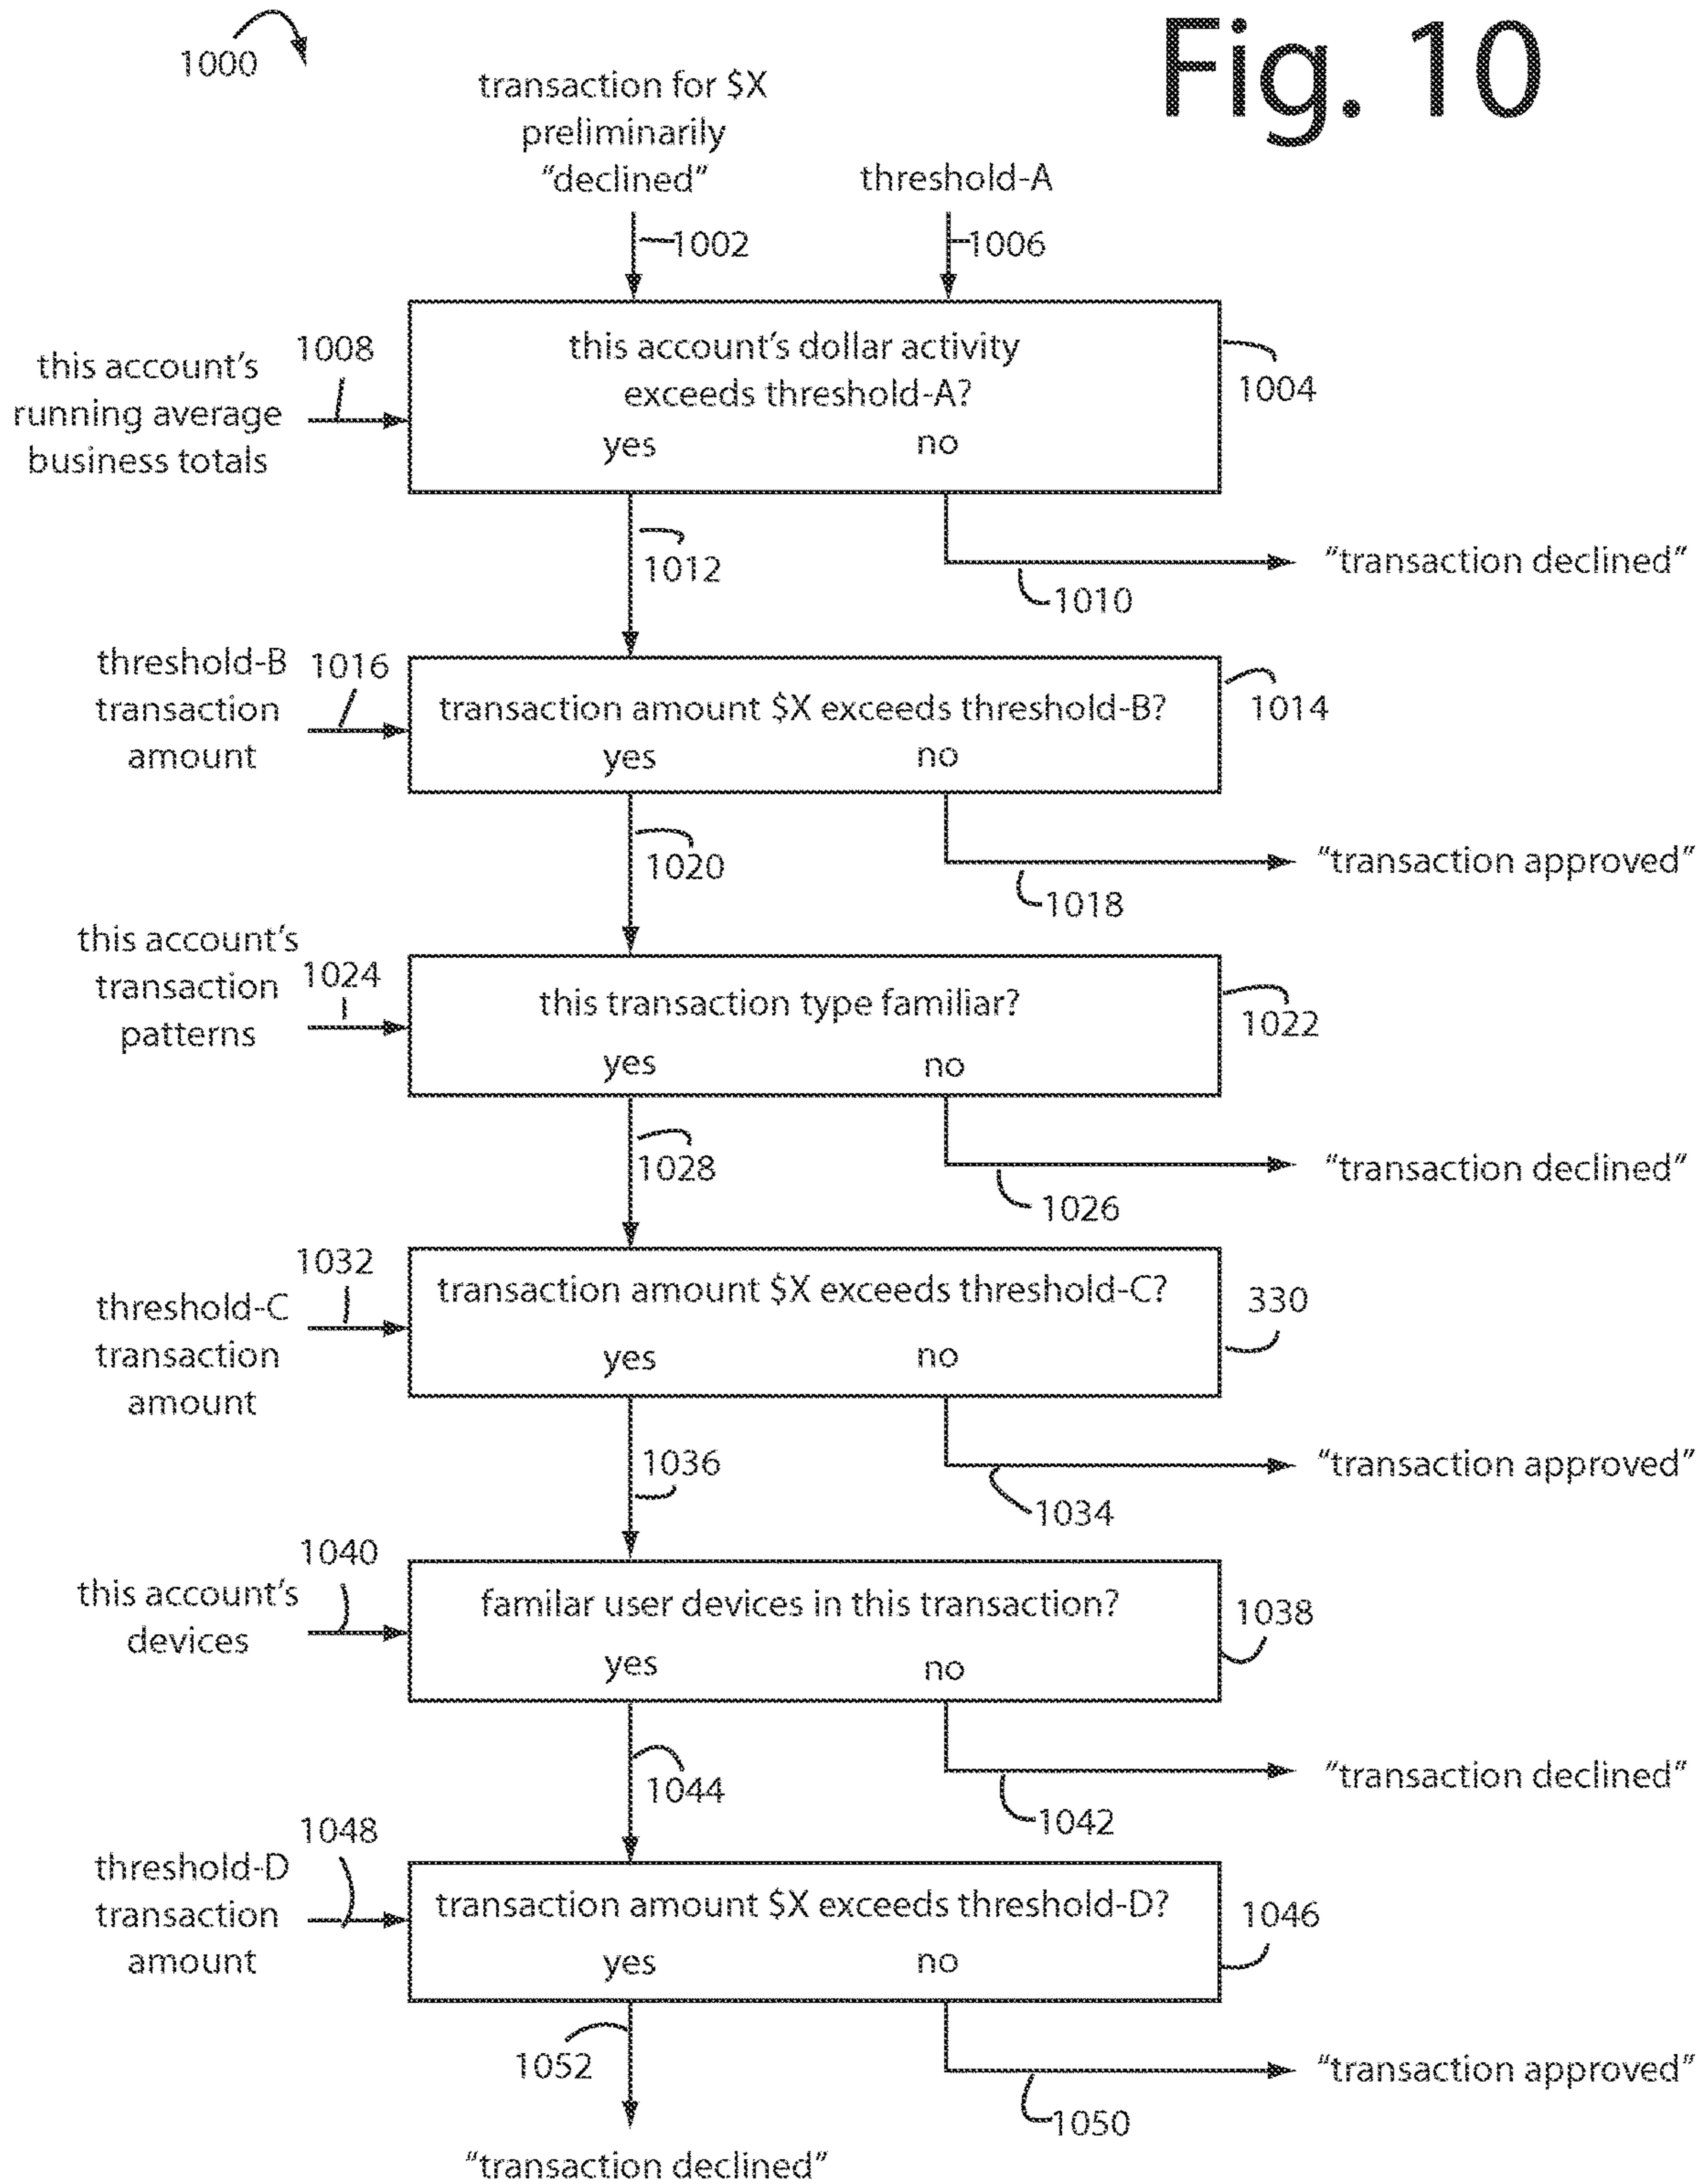 Fig. 10
1000
transaction for $X
preliminarily
“declined”
threshold-A
1002
1006
this account’s
running average
business totals
1008
this account’s dollar activity
exceeds threshold-A?
yes
no
1004
1012
“transaction declined”
1010
threshold-B
transaction
amount
1016
transaction amount $X exceeds threshold-B?
yes
no
1014
1020
“transaction approved”
1018
this account’s
transaction
patterns
1024
this transaction type familiar?
yes
no
1022
1028
“transaction declined”
1026
threshold-C
transaction
amount
1032
transaction amount $X exceeds threshold-C?
yes
no
330
1036
“transaction approved”
1034
this account’s
devices
1040
familar user devices in this transaction?
yes
no
1038
1044
“transaction declined”
1042
threshold-D
transaction
amount
1048
transaction amount $X exceeds threshold-D?
yes
no
1046
1052
“transaction approved”
1050
“transaction declined”